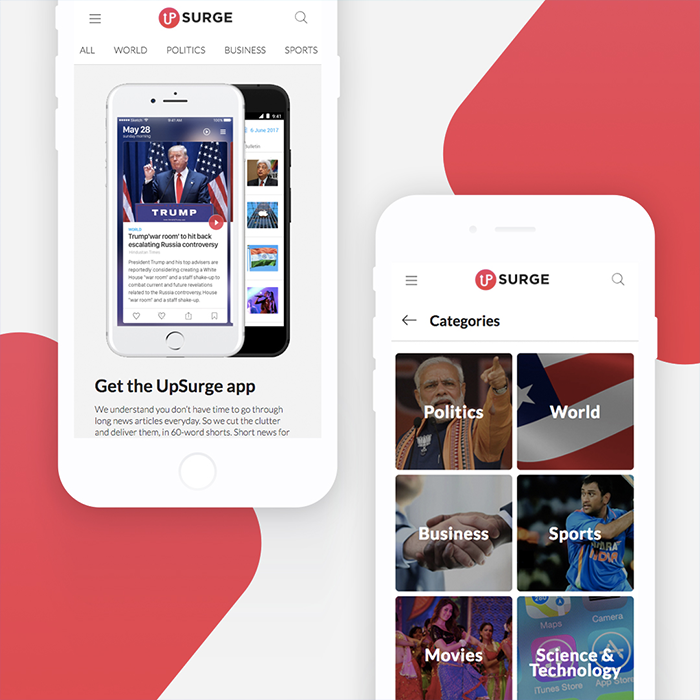 UP SURGE
ALL WORLD POLITICS BUSINESS SPORTS
May 28
sunday morning
6 June 2017
Bulletin
TRUMP
WORLD
Trump'war room' to hit back
escalating Russia controversy
Hindustan Times
President Trump and his top advisers are
reportedly considering creating a White
House "war room" and a staff shake-up to
combat current and future revelations
related to the Russia conspiracy. House
"war room" and a staff shake-up.
Get the UpSurge app
We understand you don't have time to go through
long news articles everyday. So we cut the clutter
and deliver them, in 60-word shorts. Short news for
UP SURGE
Categories
Politics
World
Business
Sports
Movies
Maps
Camera
Science &
Technology
iTunes Store
App Store